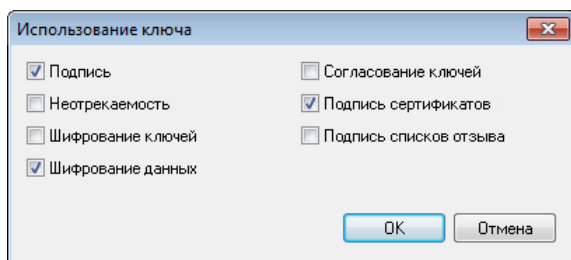 Использование ключа
Подпись
Неотрекаемость
Шифрование ключей
Шифрование данных
Согласование ключей
Подпись сертификатов
Подпись списков отзыва
OK
Отмена